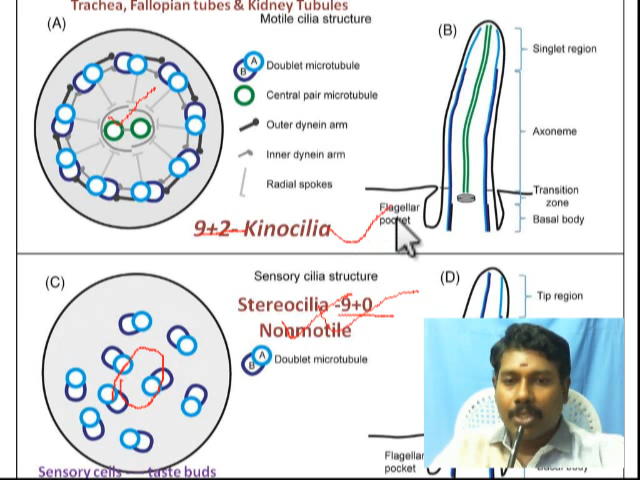 Trachea, Fallopian tubes & Kidney Tubules
(A)
Motile cilia structure
A
B
Doublet microtubule
Central pair microtubule
Outer dynein arm
Inner dynein arm
Radial spokes
9+2-Kinocilia
(B)
Singlet region
Axoneme
Transition
zone
Basal body
Flagellar
pocket
(C)
Sensory cilia structure
Stereocilia -9+0
Nonmotile
A
B
Doublet microtubule
Sensory cells
taste buds
(D)
Tip region
Flagellar
pocket
Basal body